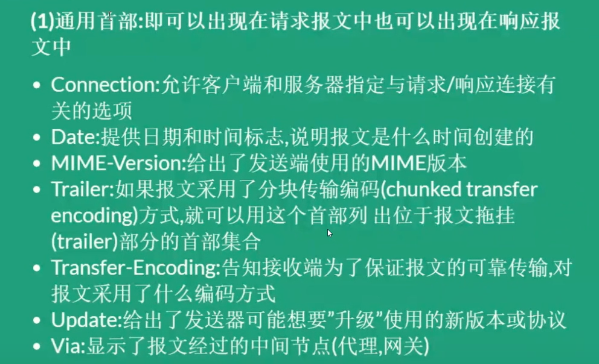 (1)通用首部:即可以出现在请求报文中也可以出现在响应报
文中
• Connection:允许客户端和服务器指定与请求/响应连接有
关的选项
• Date:提供日期和时间标志,说明报文是什么时间创建的
• MIME-Version:给出了发送端使用的MIME版本
• Trailer:如果报文采用了分块传输编码(chunked transfer
encoding)方式,就可以用这个首部列 出位于报文拖挂
(trailer)部分的首部集合
• Transfer-Encoding:告知接收端为了保证报文的可靠传输,对
报文采用了什么编码方式
• Update:给出了发送器可能想要”升级”使用的新版本或协议
• Via:显示了报文经过的中间节点(代理,网关)